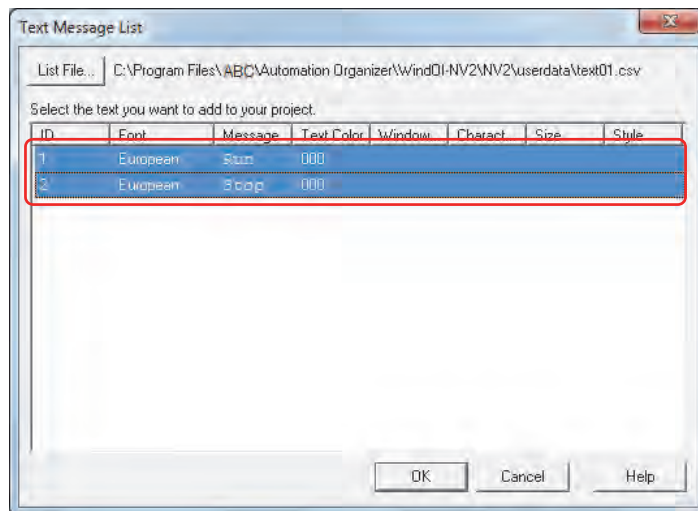 Text Message List
List File... C:\Program Files\ABC\Automation Organizer\WindOI-NV2\NV2\userdata\text01.csv
Select the text you want to add to your project.
ID Font Message Text Color Window Charact Size Style
1 European Run 000
2 European Stop 000
OK Cancel Help